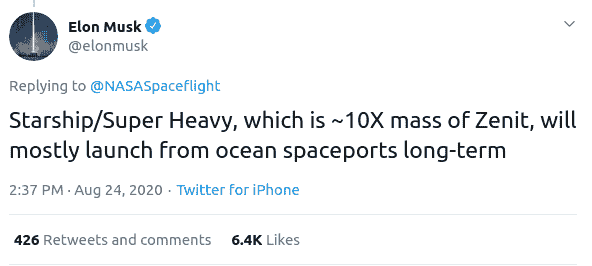 Elon Musk
@elonmusk
Replying to @NASASpaceflight
Starship/Super Heavy, which is ~10X mass of Zenit, will
mostly launch from ocean spaceports long-term
2:37 PM · Aug 24, 2020 · Twitter for iPhone
426 Retweets and comments 6.4K Likes